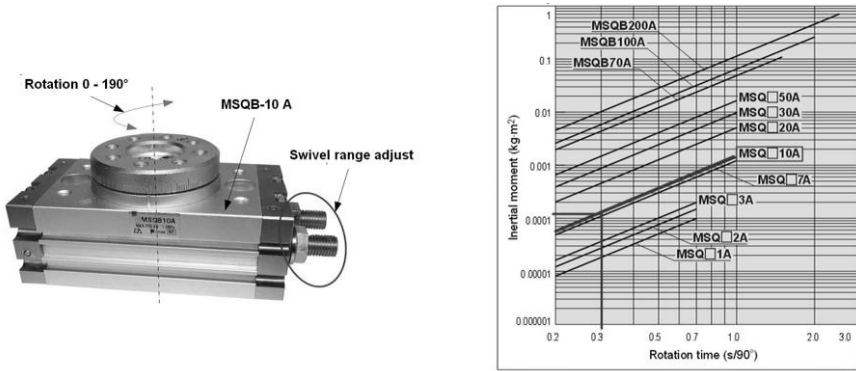 Rotation 0 - 190°
MSQB-10 A
Swivel range adjust
MSQB10A
Inertial moment (kg·m²)
1
0.1
0.01
0.001
0.0001
0.00001
0.000001
MSQB200A
MSQB100A
MSQB70A
MSQ□50A
MSQ□30A
MSQ□20A
MSQ□10A
MSQ□7A
MSQ□3A
MSQ□2A
MSQ□1A
0.2 0.3 0.5 0.7 1.0 2.0 3.0
Rotation time (s/90°)